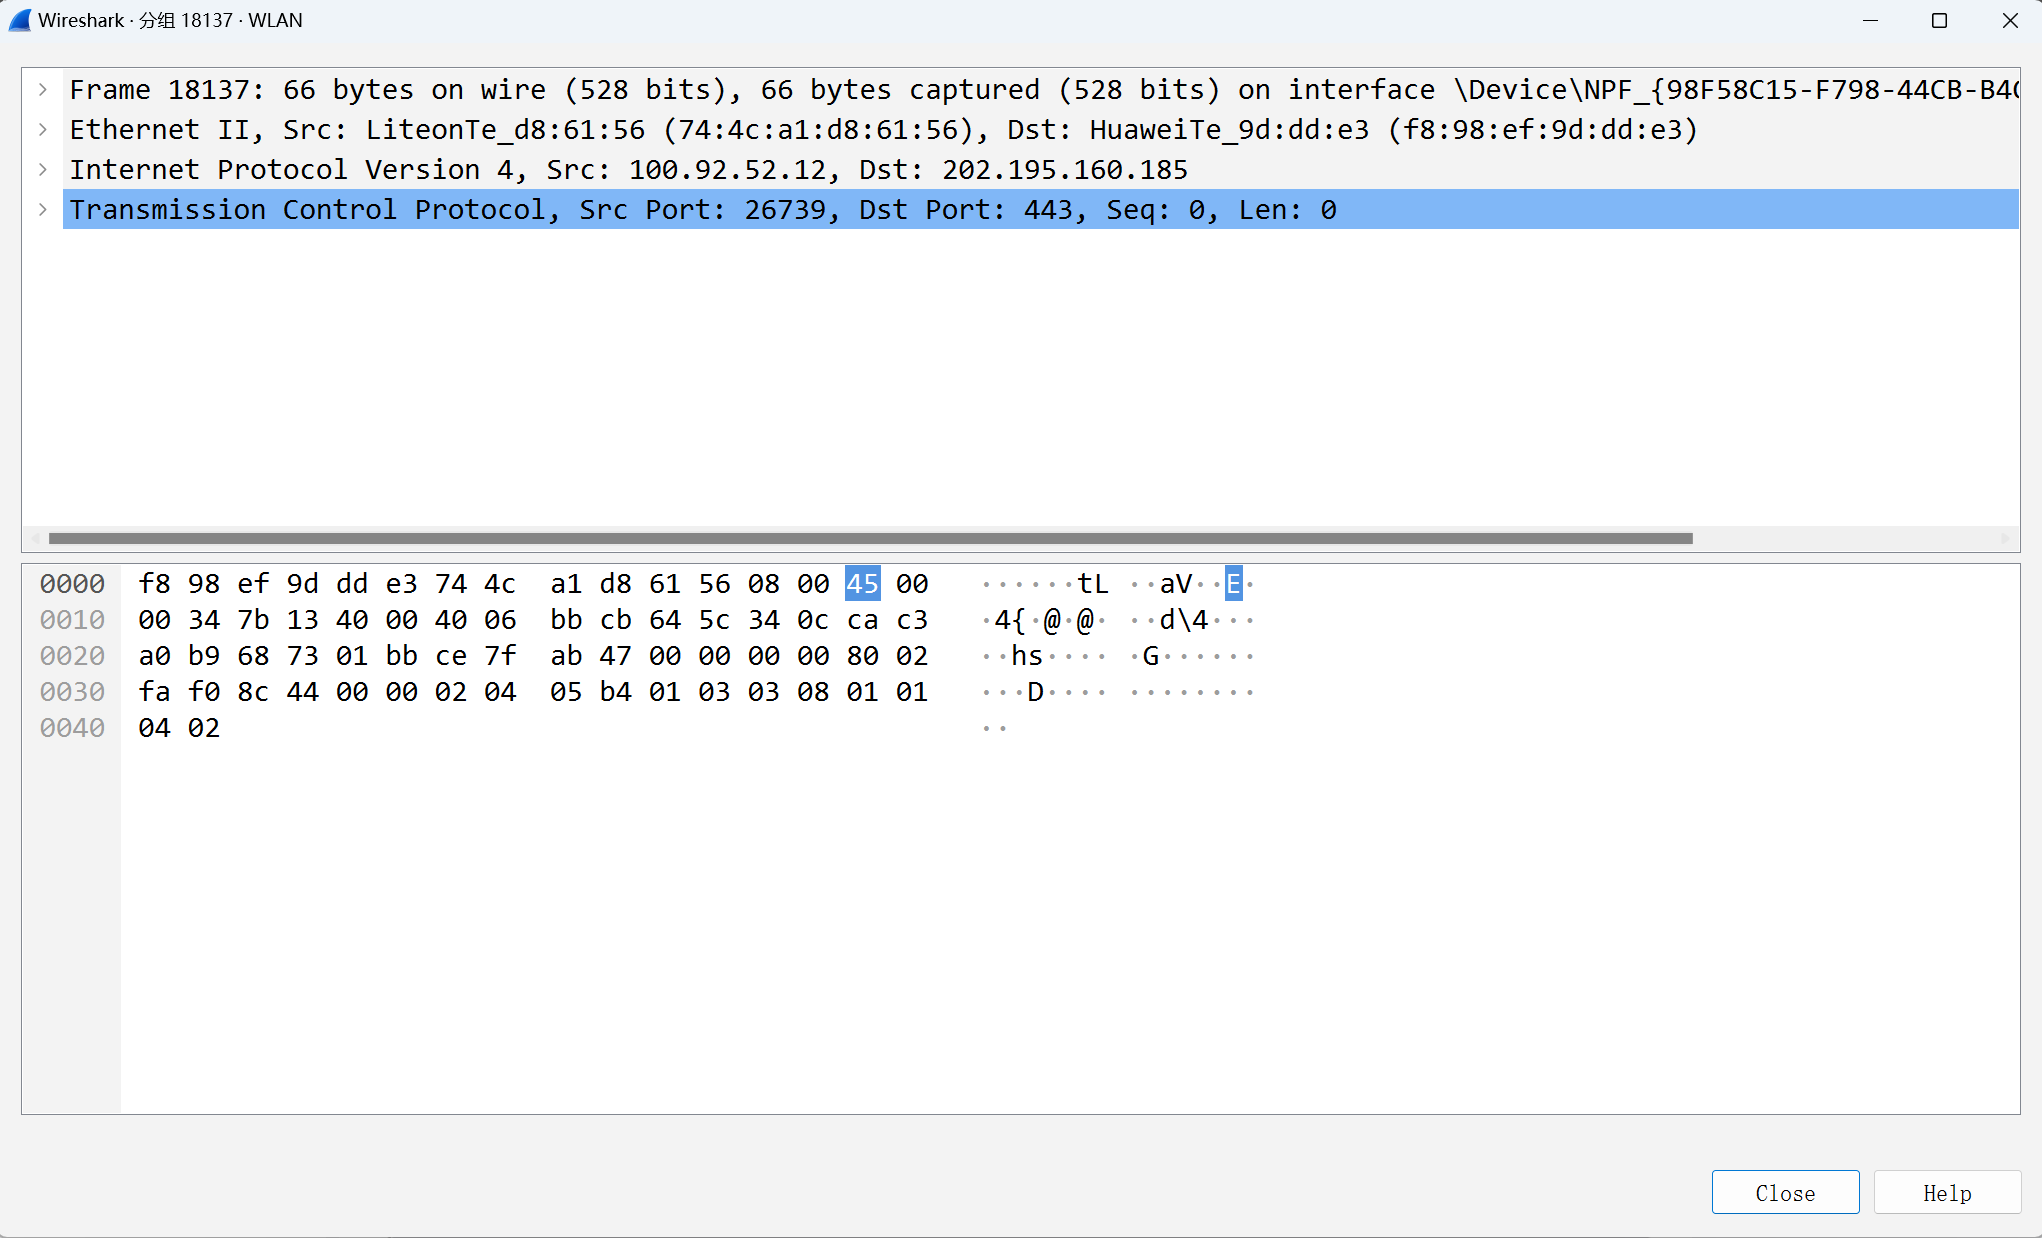 Wireshark · 分组 18137 · WLAN
Frame 18137: 66 bytes on wire (528 bits), 66 bytes captured (528 bits) on interface \Device\NPF_{98F58C15-F798-44CB-B4
Ethernet II, Src: LiteonTe_d8:61:56 (74:4c:a1:d8:61:56), Dst: HuaweiTe_9d:dd:e3 (f8:98:ef:9d:dd:e3)
Internet Protocol Version 4, Src: 100.92.52.12, Dst: 202.195.160.185
Transmission Control Protocol, Src Port: 26739, Dst Port: 443, Seq: 0, Len: 0
0000 f8 98 ef 9d dd e3 74 4c a1 d8 61 56 08 00 45 00 ······tL ··aV··E·
0010 00 34 7b 13 40 00 40 06 bb cb 64 5c 34 0c ca c3 ·4{·@·@· ··d\4···
0020 a0 b9 68 73 01 bb ce 7f ab 47 00 00 00 00 80 02 ··hs···· ·G······
0030 fa f0 8c 44 00 00 02 04 05 b4 01 03 03 08 01 01 ···D···· ········
0040 04 02 ··
Close Help